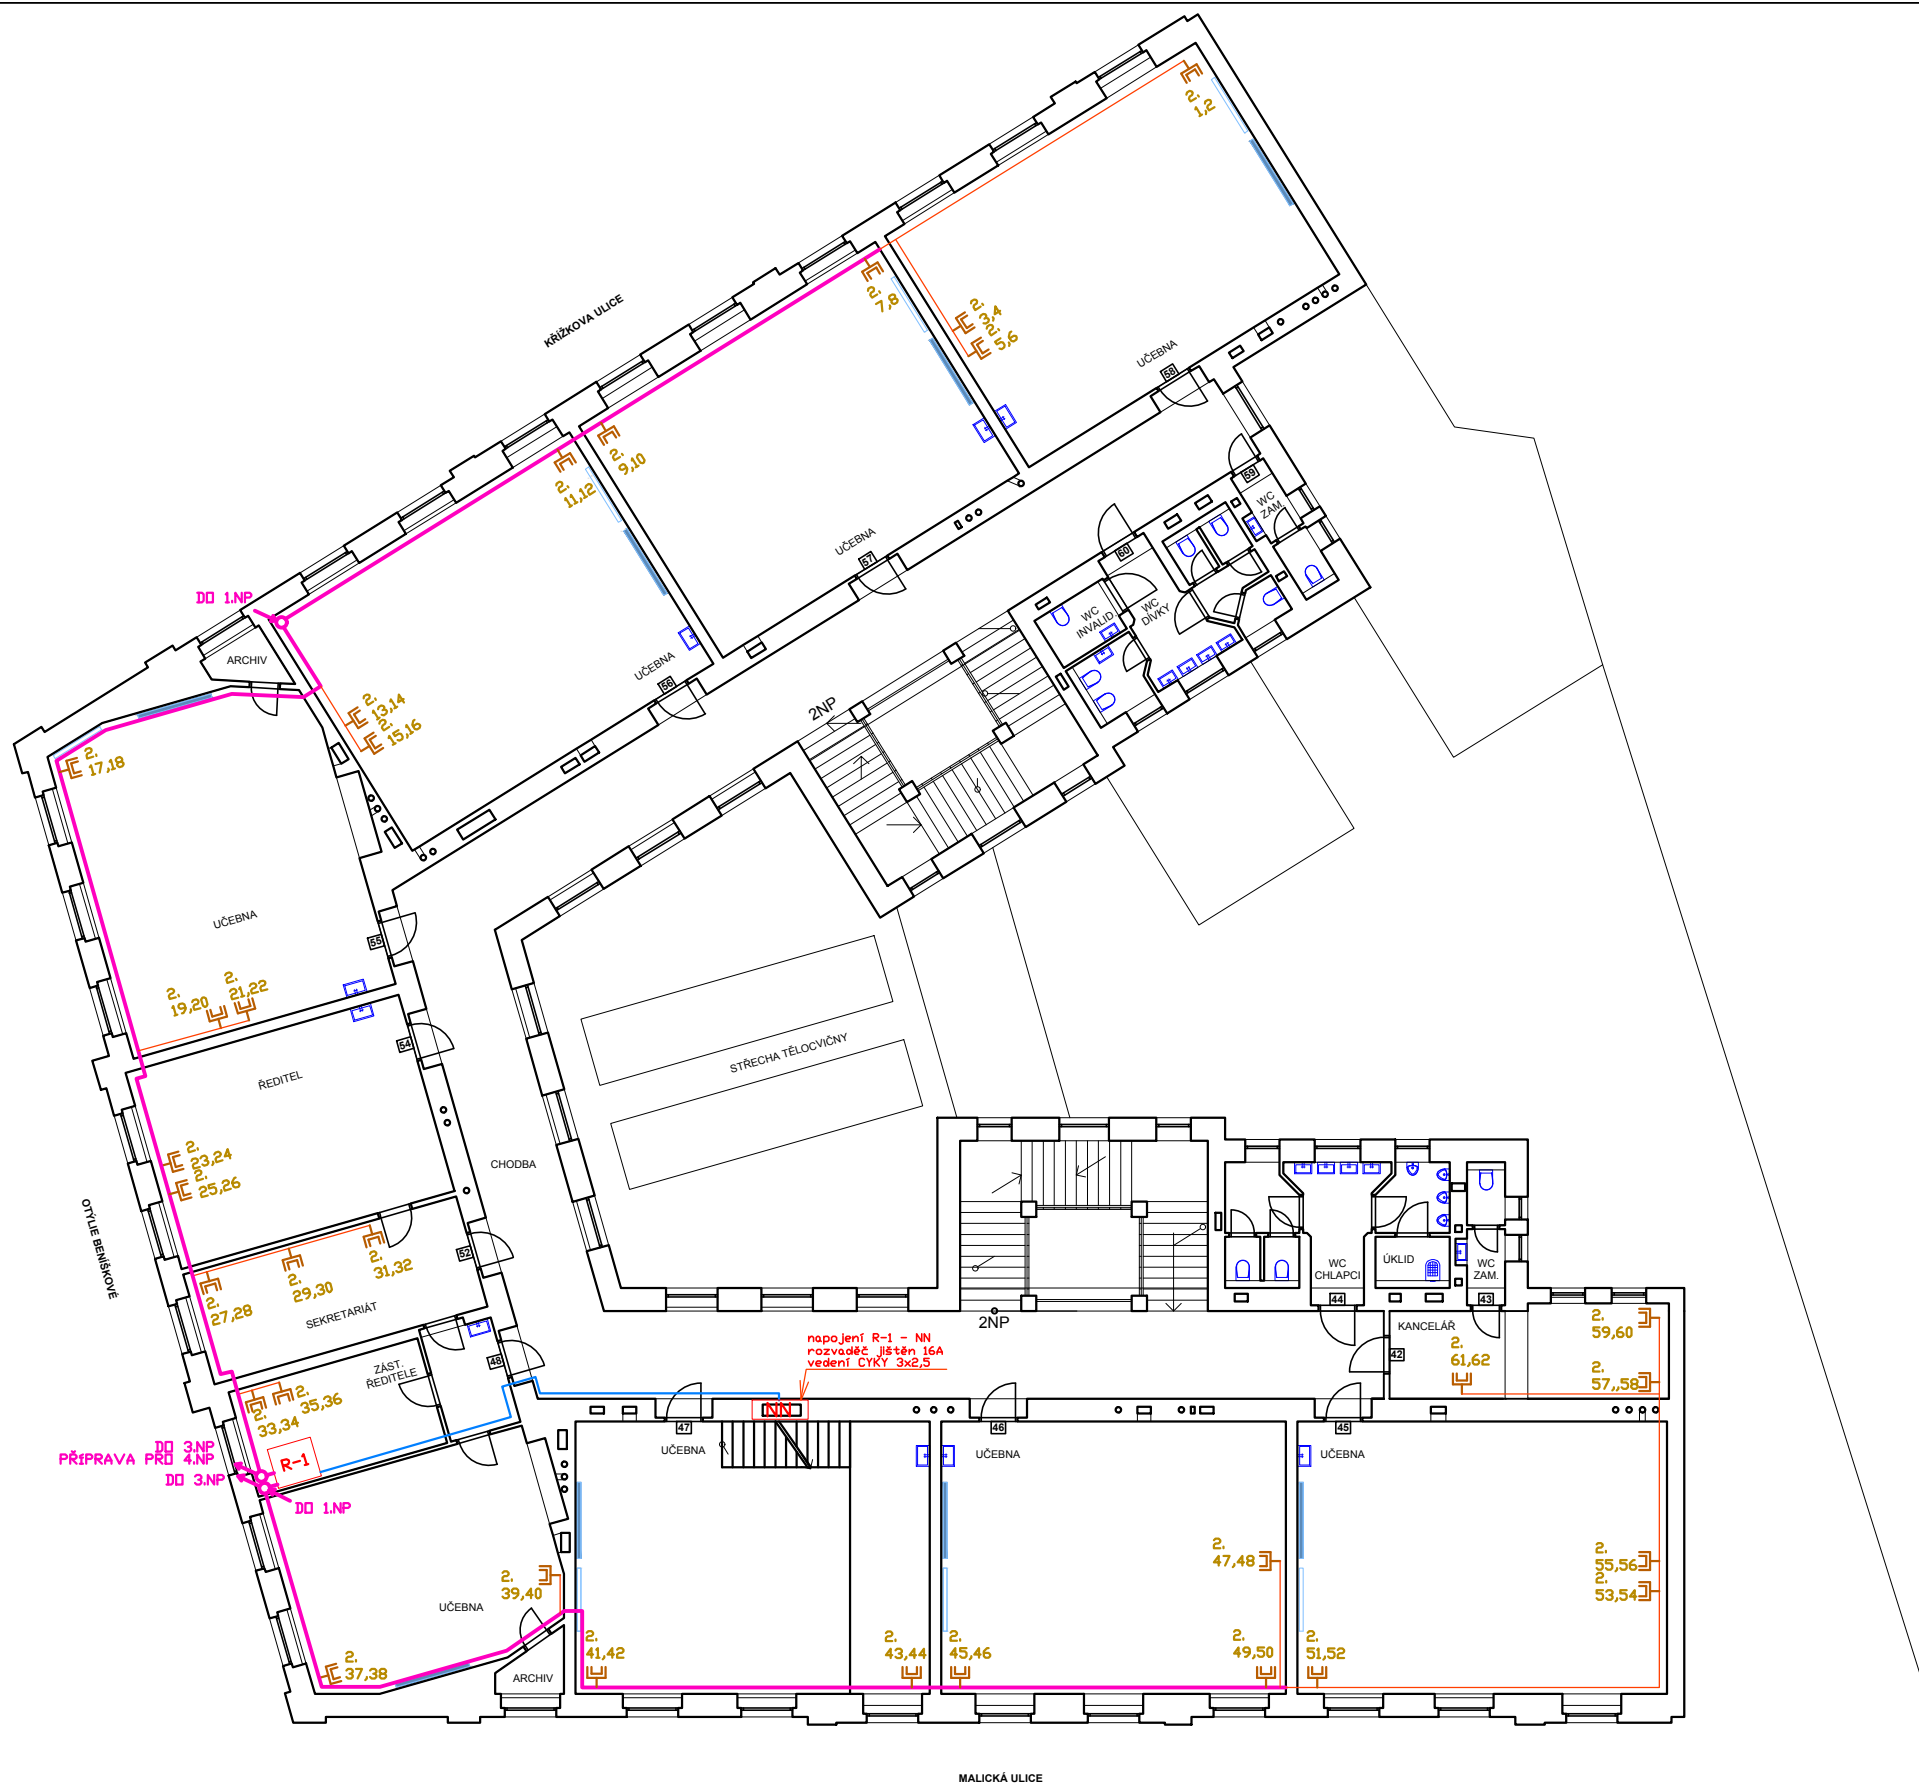 2.
1,2
KŘÍŽKOVA ULICE
2.
7,8
2.
3,4
2.
5,6
UČEBNA
58
2.
9,10
2.
11,12
59
WC
ZAM.
UČEBNA
57
60
WC
INVALID.
WC
DÍVKY
DO 1.NP
ARCHIV
UČEBNA
56
2.
13,14
2.
15,16
2NP
2.
17,18
UČEBNA
55
2.
19,20
2.
21,22
54
ŘEDITEL
STŘECHA TĚLOCVIČNY
2.
23,24
2.
25,26
CHODBA
OTÝLIE BENÍŠKOVÉ
52
2.
27,28
2.
29,30
2.
31,32
SEKRETARIÁT
ÚKLID
WC
CHLAPCI
WC
ZAM.
44
43
2NP
KANCELÁŘ
2.
59,60
napojení R-1 - NN
rozvaděč jištěn 16A
vedení CYKY 3x2,5
48
42
2.
61,62
2.
57,,58
ZÁST.
ŘEDITELE
2.
35,36
2.
33,34
NN
47
46
45
UČEBNA
UČEBNA
UČEBNA
DO 3.NP
PŘÍPRAVA PRO 4.NP
DO 3.NP
R-1
DO 1.NP
2.
47,48
2.
55,56
2.
53,54
2.
39,40
UČEBNA
2.
41,42
2.
43,44
2.
45,46
2.
49,50
2.
51,52
2.
37,38
ARCHIV
MALICKÁ ULICE